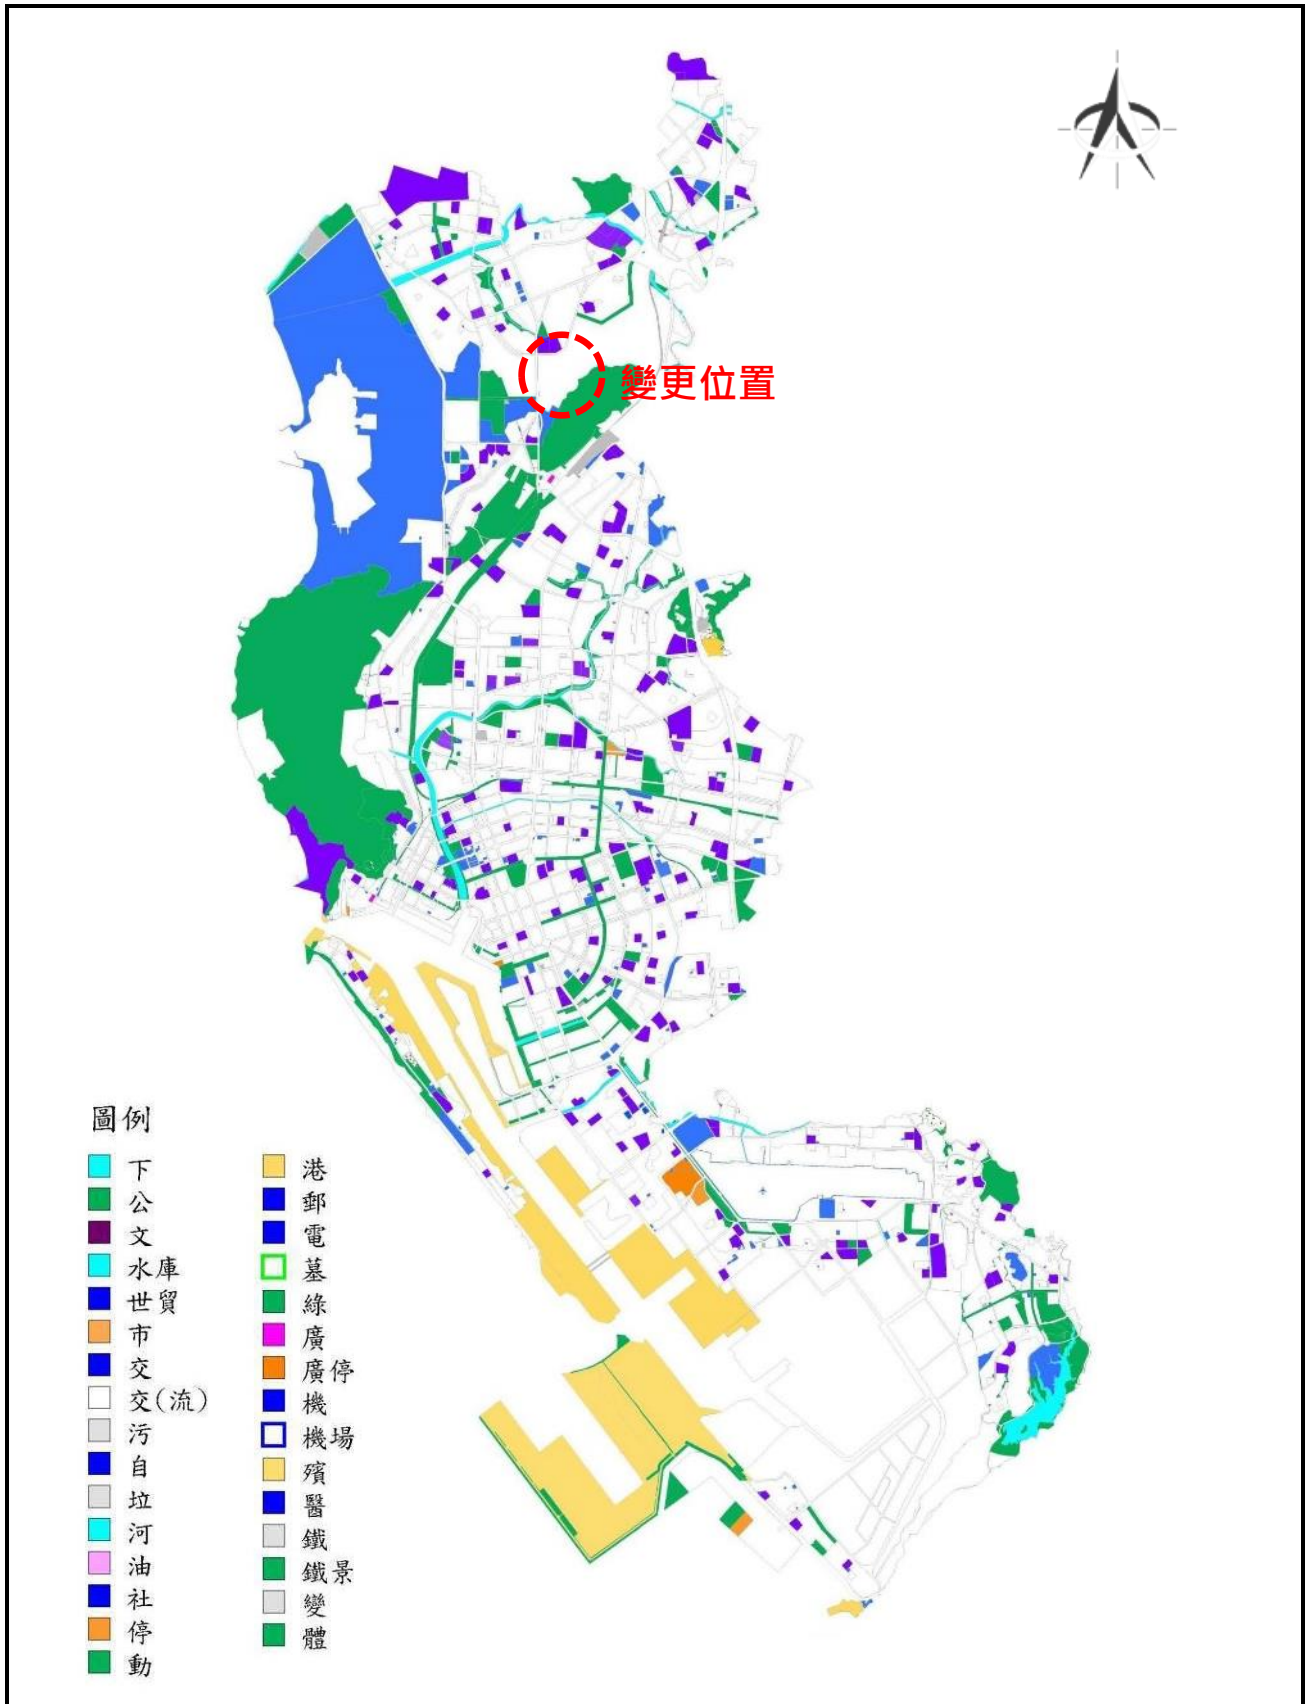 變更位置
圖例
下
公
文
水庫
世貿
市
交
交(流)
污
自
垃
河
油
社
停
動
港
郵
電
墓
綠
廣
廣停
機
機場
殯
醫
鐵
鐵景
變
體